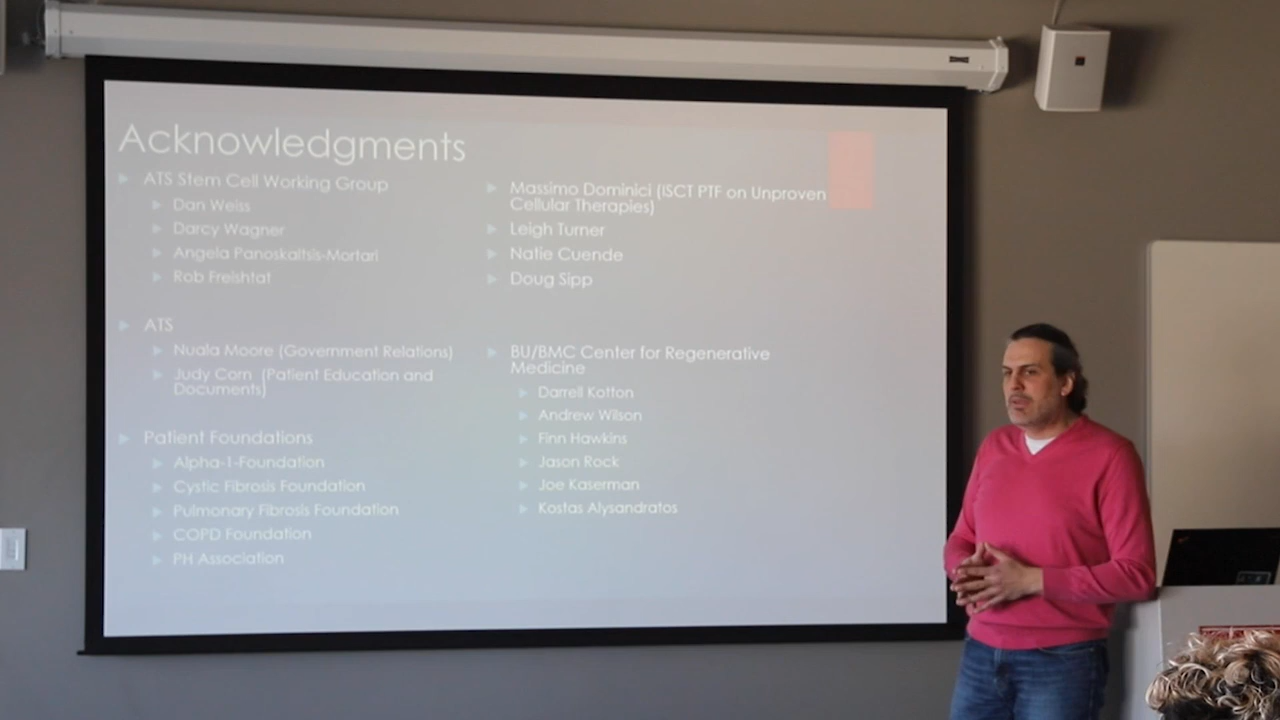 Acknowledgments
ATS Stem Cell Working Group
Dan Weiss
Darcy Wagner
Angela Panoskaltsis-Mortari
Rob Freishtat
ATS
Nuala Moore (Government Relations)
Judy Corn (Patient Education and
Documents)
Patient Foundations
Alpha-1-Foundation
Cystic Fibrosis Foundation
Pulmonary Fibrosis Foundation
COPD Foundation
PH Association
Massimo Dominici (ISCT PTF on Unproven
Cellular Therapies)
Leigh Turner
Natie Cuende
Doug Sipp
BU/BMC Center for Regenerative
Medicine
Darrell Kotton
Andrew Wilson
Finn Hawkins
Jason Rock
Joe Kaserman
Kostas Alysandratos